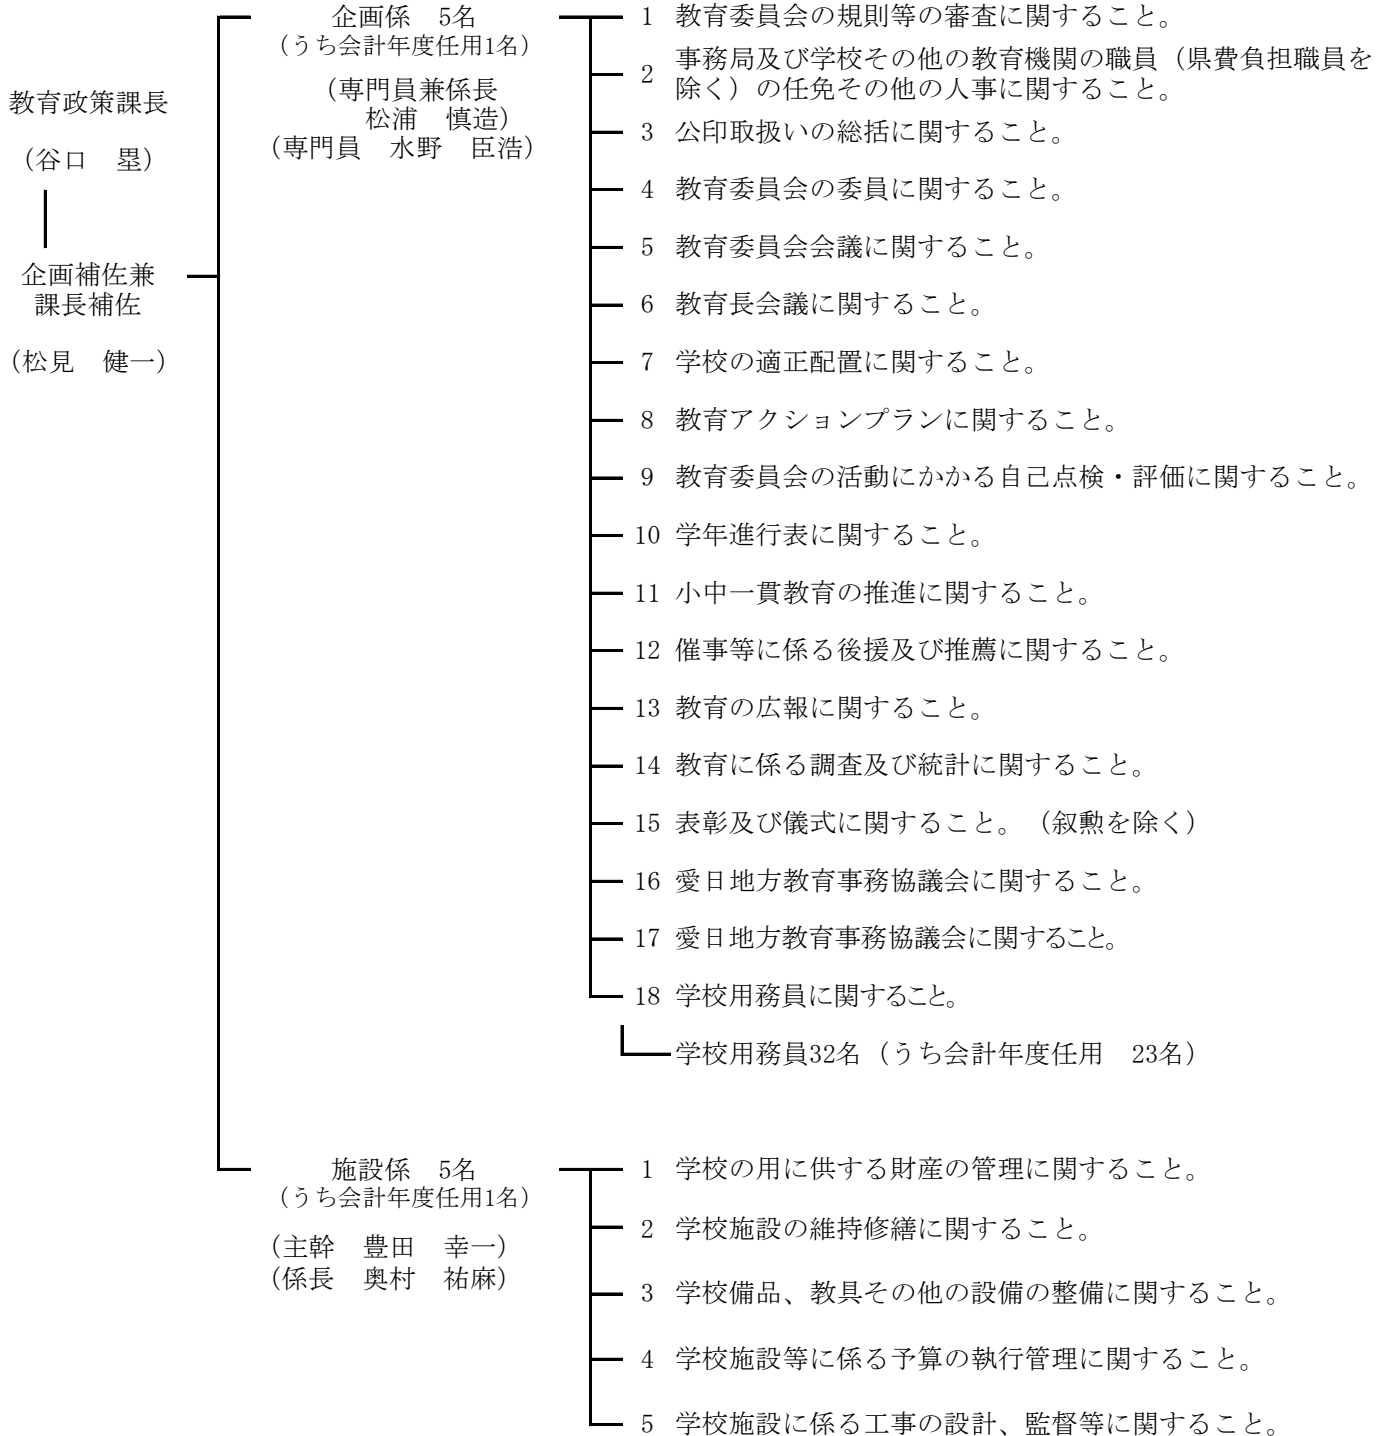 教育政策課長
（谷口　塁）
企画補佐兼
課長補佐
（松見　健一）
企画係　5名
（うち会計年度任用1名）
（専門員兼係長
松浦　慎造）
（専門員　水野　臣浩）
1 教育委員会の規則等の審査に関すること。
2 事務局及び学校その他の教育機関の職員（県費負担職員を
除く）の任免その他の人事に関すること。
3 公印取扱いの総括に関すること。
4 教育委員会の委員に関すること。
5 教育委員会会議に関すること。
6 教育長会議に関すること。
7 学校の適正配置に関すること。
8 教育アクションプランに関すること。
9 教育委員会の活動にかかる自己点検・評価に関すること。
10 学年進行表に関すること。
11 小中一貫教育の推進に関すること。
12 催事等に係る後援及び推薦に関すること。
13 教育の広報に関すること。
14 教育に係る調査及び統計に関すること。
15 表彰及び儀式に関すること。（叙勲を除く）
16 愛日地方教育事務協議会に関すること。
17 愛日地方教育事務協議会に関すること。
18 学校用務員に関すること。
学校用務員32名（うち会計年度任用　23名）
施設係　5名
（うち会計年度任用1名）
（主幹　豊田　幸一）
（係長　奥村　祐麻）
1 学校の用に供する財産の管理に関すること。
2 学校施設の維持修繕に関すること。
3 学校備品、教具その他の設備の整備に関すること。
4 学校施設等に係る予算の執行管理に関すること。
5 学校施設に係る工事の設計、監督等に関すること。